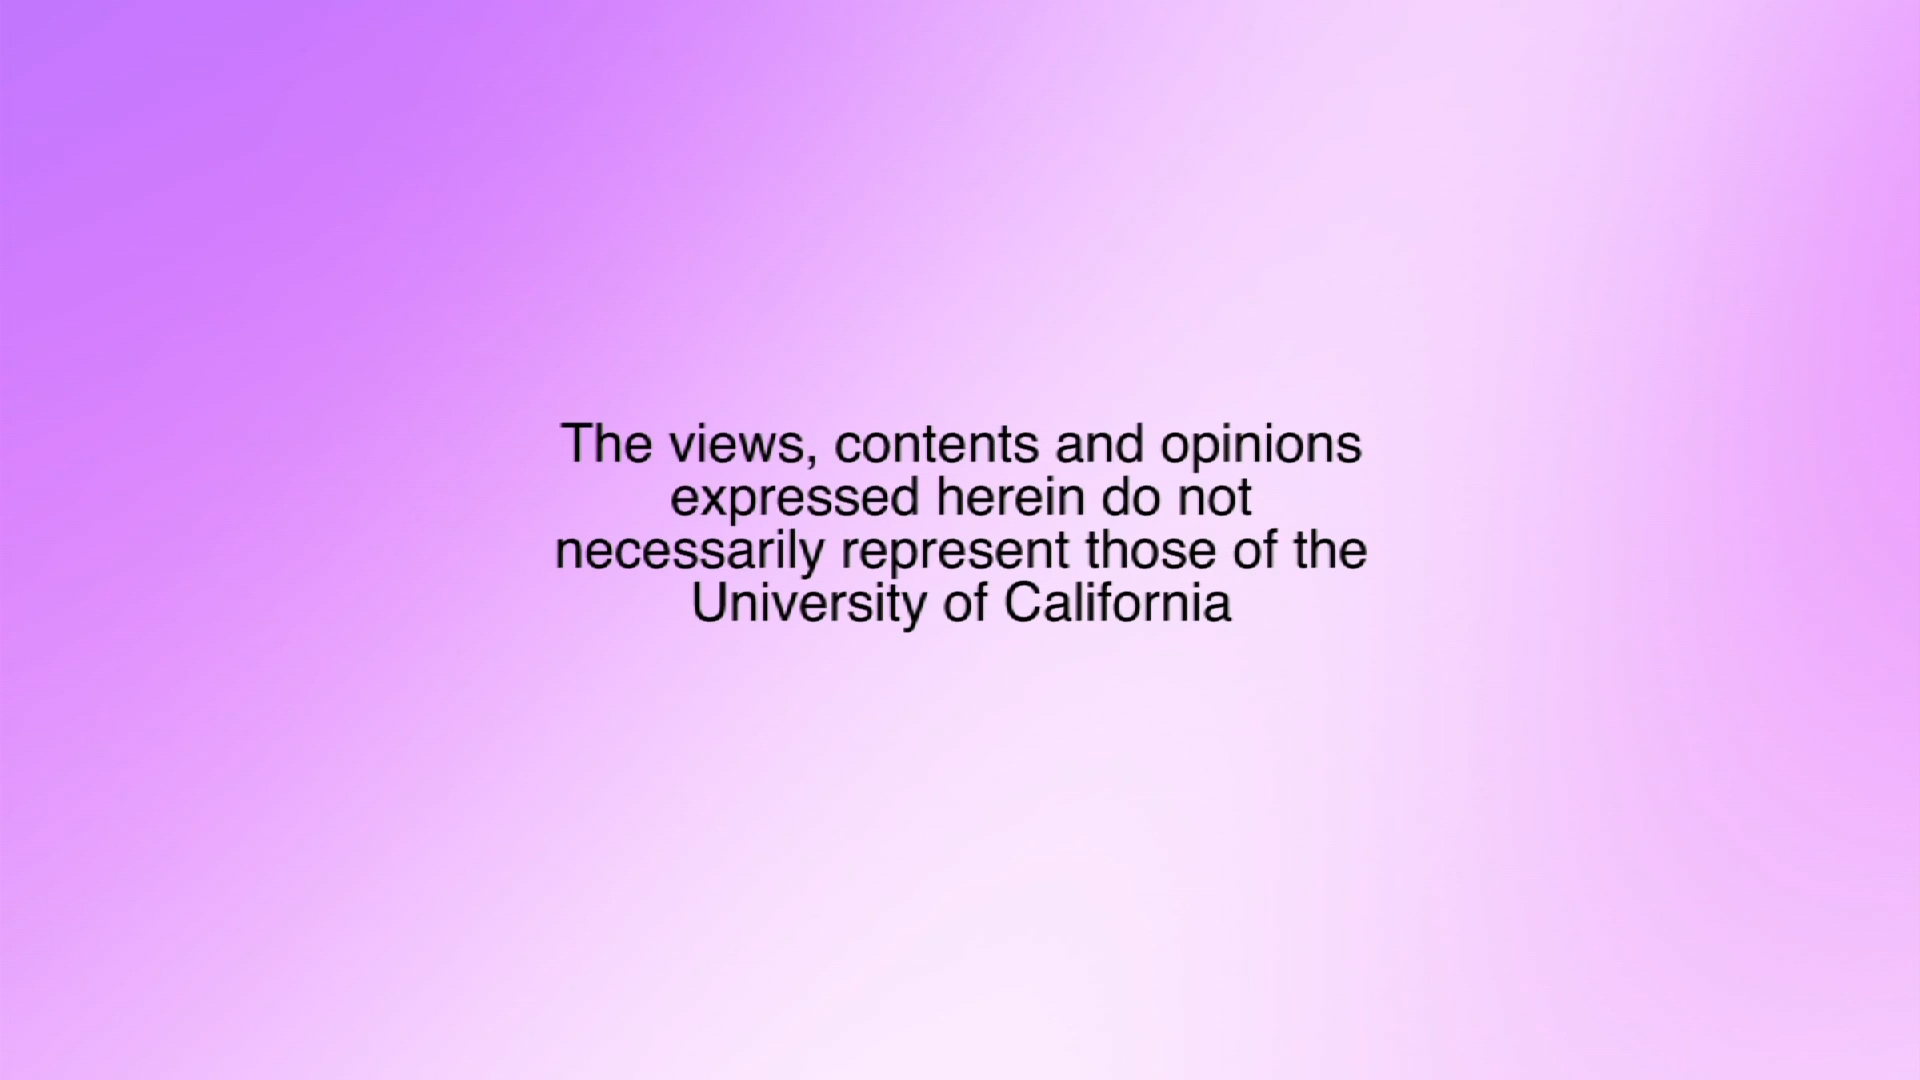 The views, contents and opinions
expressed herein do not
necessarily represent those of the
University of California